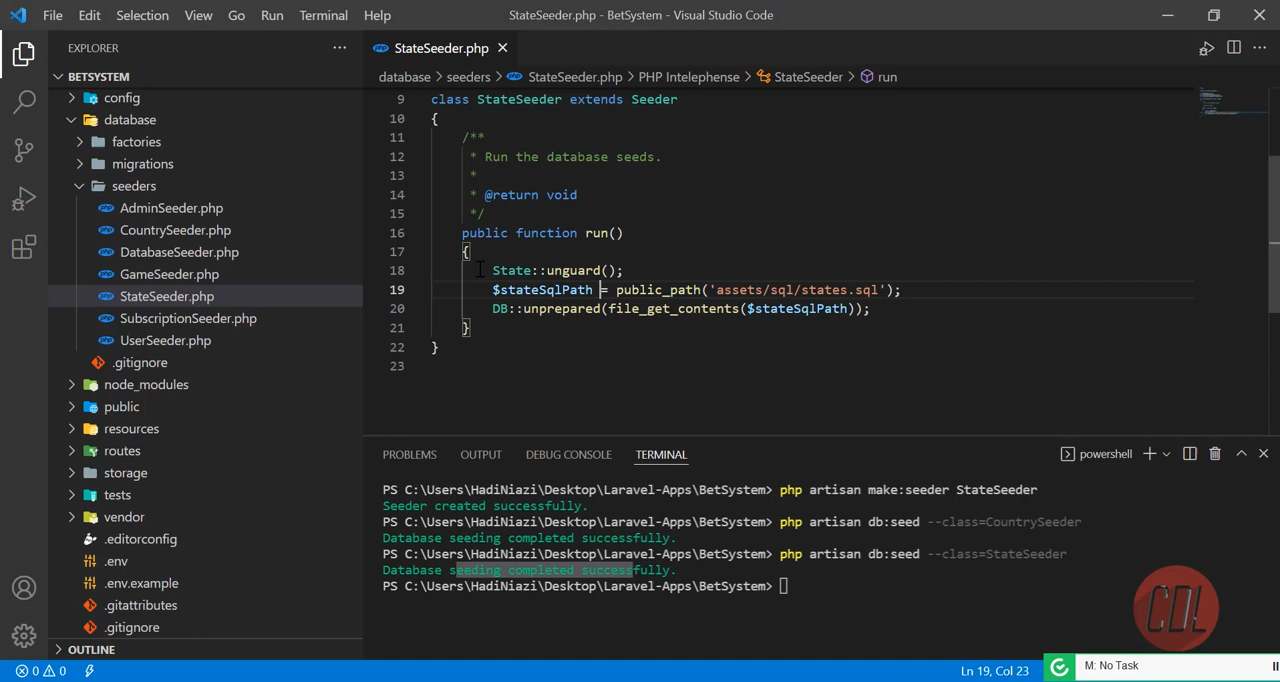 File Edit Selection View Go Run Terminal Help StateSeeder.php - BetSystem - Visual Studio Code
EXPLORER
BETSYSTEM
config
database
factories
migrations
seeders
AdminSeeder.php
CountrySeeder.php
DatabaseSeeder.php
GameSeeder.php
StateSeeder.php
SubscriptionSeeder.php
UserSeeder.php
.gitignore
node_modules
public
resources
routes
storage
tests
vendor
.editorconfig
.env
.env.example
.gitattributes
.gitignore
OUTLINE
StateSeeder.php
database > seeders > StateSeeder.php > PHP Intelephense > StateSeeder > run
9 class StateSeeder extends Seeder
10 {
11 /**
12 * Run the database seeds.
13 *
14 * @return void
15 */
16 public function run()
17 {
18 State::unguard();
19 $stateSqlPath = public_path('assets/sql/states.sql');
20 DB::unprepared(file_get_contents($stateSqlPath));
21 }
22 }
23
PROBLEMS OUTPUT DEBUG CONSOLE TERMINAL powershell
PS C:\Users\HadiNiazi\Desktop\Laravel-Apps\BetSystem> php artisan make:seeder StateSeeder
Seeder created successfully.
PS C:\Users\HadiNiazi\Desktop\Laravel-Apps\BetSystem> php artisan db:seed --class=CountrySeeder
Database seeding completed successfully.
PS C:\Users\HadiNiazi\Desktop\Laravel-Apps\BetSystem> php artisan db:seed --class=StateSeeder
Database seeding completed successfully.
PS C:\Users\HadiNiazi\Desktop\Laravel-Apps\BetSystem>
CDL
0 0 Ln 19, Col 23 M: No Task